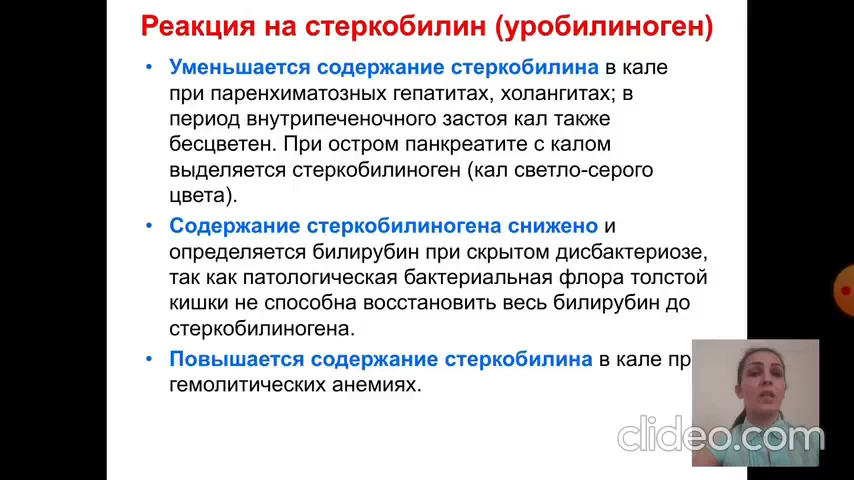 Реакция на стеркобилин (уробилиноген)
• Уменьшается содержание стеркобилина в кале
при паренхиматозных гепатитах, холангитах; в
период внутрипеченочного застоя кал также
бесцветен. При остром панкреатите с калом
выделяется стеркобилиноген (кал светло-серого
цвета).
• Содержание стеркобилиногена снижено и
определяется билирубин при скрытом дисбактериозе,
так как патологическая бактериальная флора толстой
кишки не способна восстановить весь билирубин до
стеркобилиногена.
• Повышается содержание стеркобилина в кале пр
гемолитических анемиях.
clideo.com